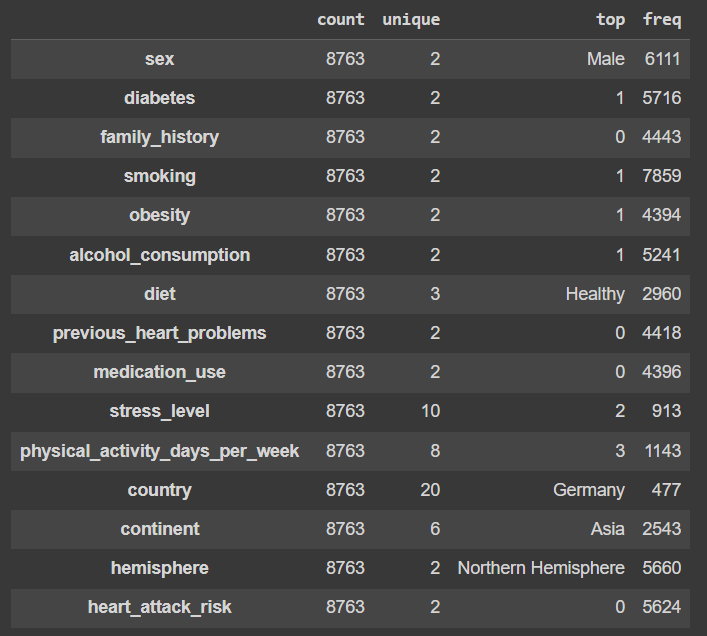 count unique top freq
sex 8763 2 Male 6111
diabetes 8763 2 1 5716
family_history 8763 2 0 4443
smoking 8763 2 1 7859
obesity 8763 2 1 4394
alcohol_consumption 8763 2 1 5241
diet 8763 3 Healthy 2960
previous_heart_problems 8763 2 0 4418
medication_use 8763 2 0 4396
stress_level 8763 10 2 913
physical_activity_days_per_week 8763 8 3 1143
country 8763 20 Germany 477
continent 8763 6 Asia 2543
hemisphere 8763 2 Northern Hemisphere 5660
heart_attack_risk 8763 2 0 5624